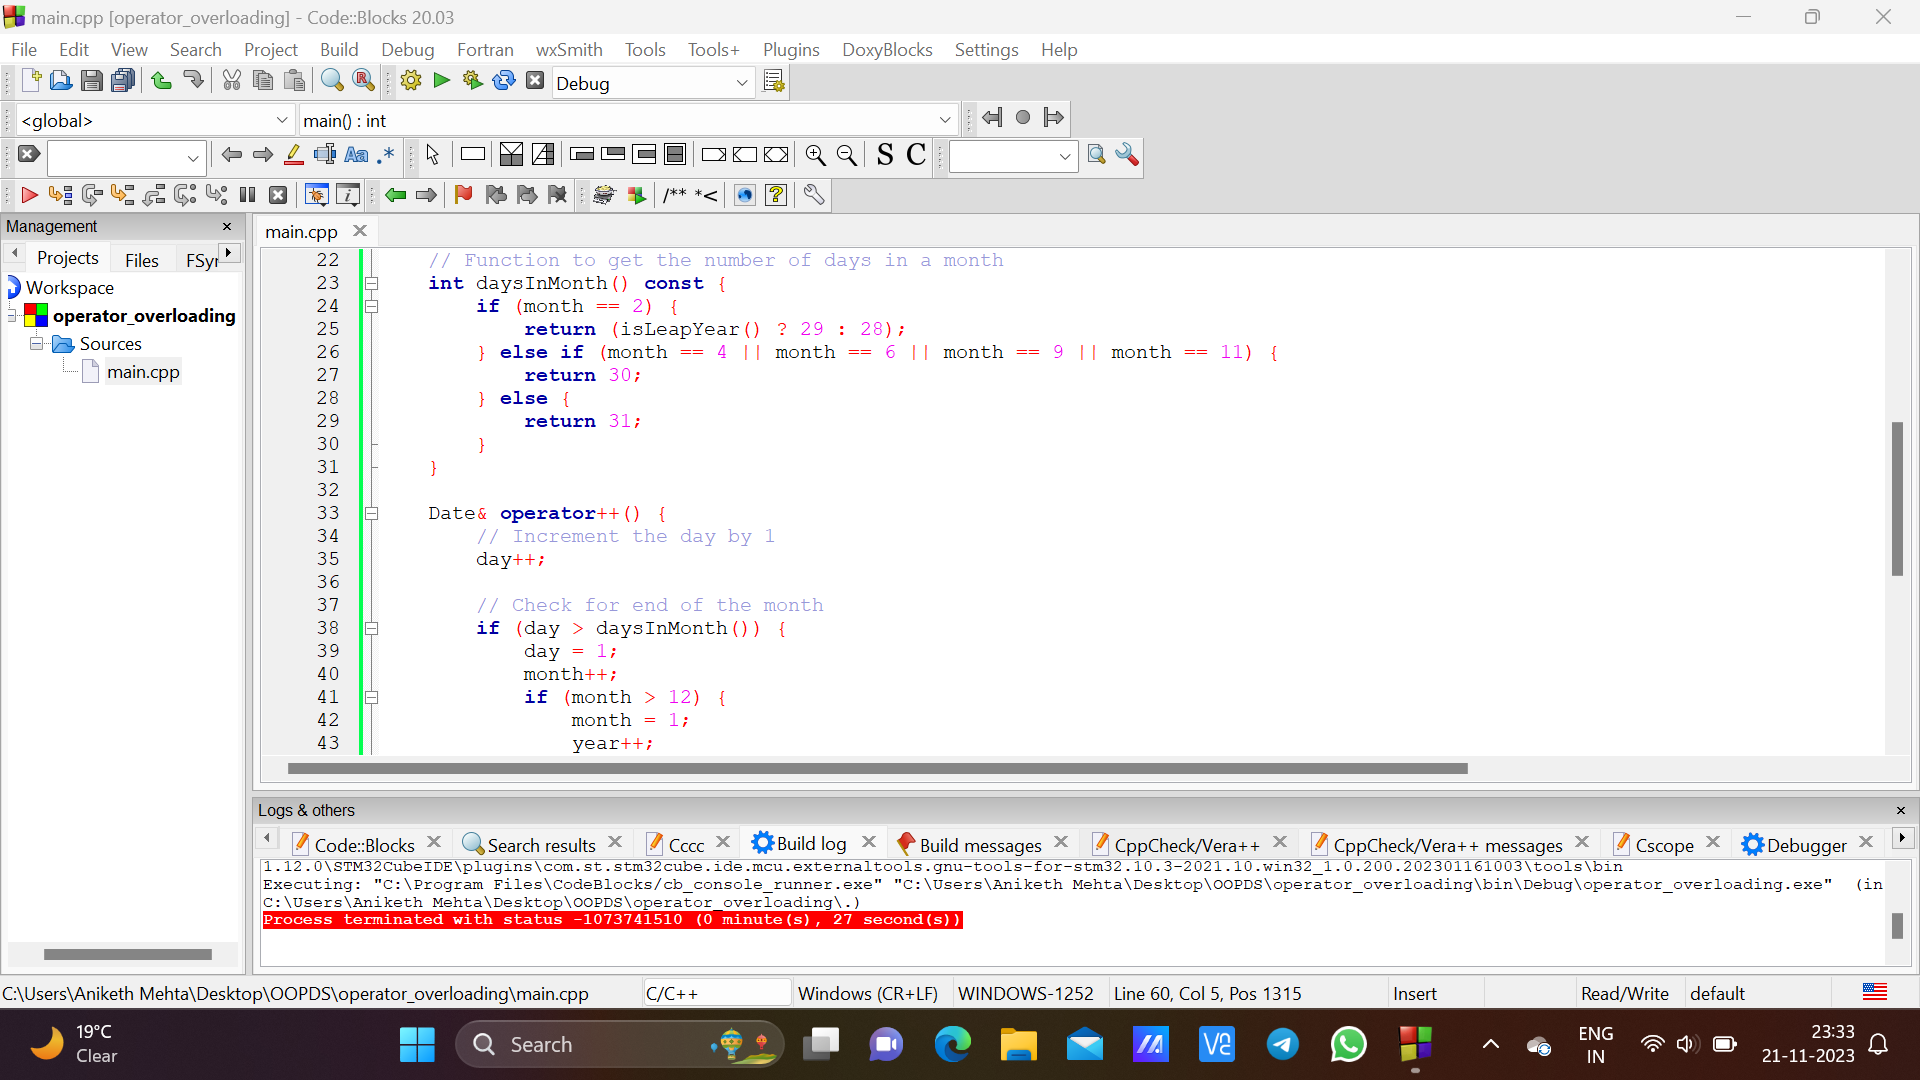 main.cpp [operator_overloading] - Code::Blocks 20.03
File Edit View Search Project Build Debug Fortran wxSmith Tools Tools+ Plugins DoxyBlocks Settings Help
Debug
<global> main() : int
Aa .* S C
/** *<
Management
main.cpp
Projects Files FSyr
Workspace
operator_overloading
Sources
main.cpp
22 // Function to get the number of days in a month
23 int daysInMonth() const {
24 if (month == 2) {
25 return (isLeapYear() ? 29 : 28);
26 } else if (month == 4 || month == 6 || month == 9 || month == 11) {
27 return 30;
28 } else {
29 return 31;
30 }
31 }
32
33 Date& operator++() {
34 // Increment the day by 1
35 day++;
36
37 // Check for end of the month
38 if (day > daysInMonth()) {
39 day = 1;
40 month++;
41 if (month > 12) {
42 month = 1;
43 year++;
Logs & others
Code::Blocks Search results Cccc Build log Build messages CppCheck/Vera++ CppCheck/Vera++ messages Cscope Debugger
1.12.0\STM32CubeIDE\plugins\com.st.stm32cube.ide.mcu.externaltools.gnu-tools-for-stm32.10.3-2021.10.win32_1.0.200.202301161003\tools\bin
Executing: "C:\Program Files\CodeBlocks/cb_console_runner.exe" "C:\Users\Aniketh Mehta\Desktop\OOPDS\operator_overloading\bin\Debug\operator_overloading.exe" (in
C:\Users\Aniketh Mehta\Desktop\OOPDS\operator_overloading\.)
Process terminated with status -1073741510 (0 minute(s), 27 second(s))
C:\Users\Aniketh Mehta\Desktop\OOPDS\operator_overloading\main.cpp C/C++ Windows (CR+LF) WINDOWS-1252 Line 60, Col 5, Pos 1315 Insert Read/Write default
19°C
Clear
Search
ENG
IN
23:33
21-11-2023